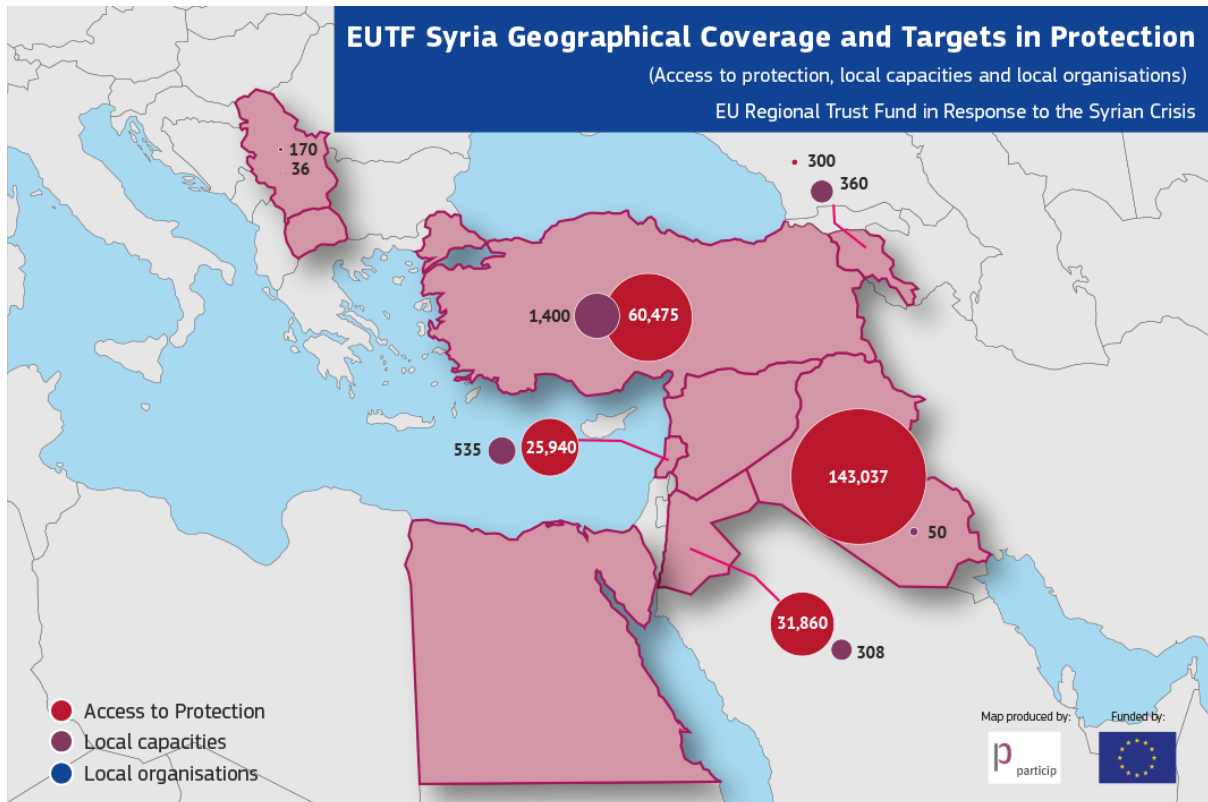 EUTF Syria Geographical Coverage and Targets in Protection
(Access to protection, local capacities and local organisations)
EU Regional Trust Fund in Response to the Syrian Crisis
170
36
300
360
1,400
60,475
535
25,940
143,037
50
31,860
308
Access to Protection
Local capacities
Local organisations
Map produced by:
Funded by:
p
particip